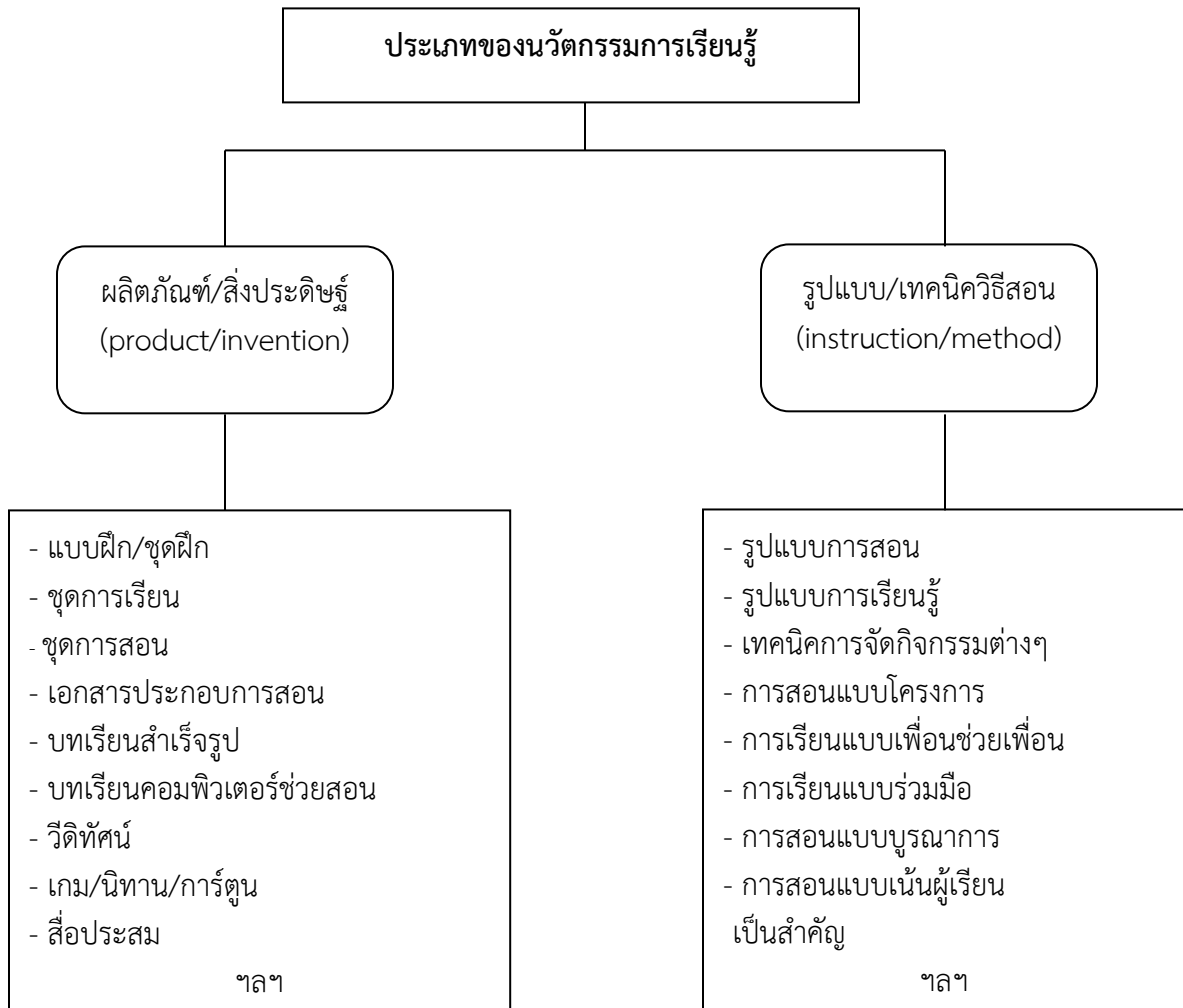 ประเภทของนวัตกรรมการเรียนรู้
ผลิตภัณฑ์/สิ่งประดิษฐ์
(product/invention)
รูปแบบ/เทคนิควิธีสอน
(instruction/method)
- แบบฝึก/ชุดฝึก
- ชุดการเรียน
- ชุดการสอน
- เอกสารประกอบการสอน
- บทเรียนสำเร็จรูป
- บทเรียนคอมพิวเตอร์ช่วยสอน
- วีดิทัศน์
- เกม/นิทาน/การ์ตูน
- สื่อประสม
ฯลฯ
- รูปแบบการสอน
- รูปแบบการเรียนรู้
- เทคนิคการจัดกิจกรรมต่างๆ
- การสอนแบบโครงการ
- การเรียนแบบเพื่อนช่วยเพื่อน
- การเรียนแบบร่วมมือ
- การสอนแบบบูรณาการ
- การสอนแบบเน้นผู้เรียน
เป็นสำคัญ
ฯลฯ